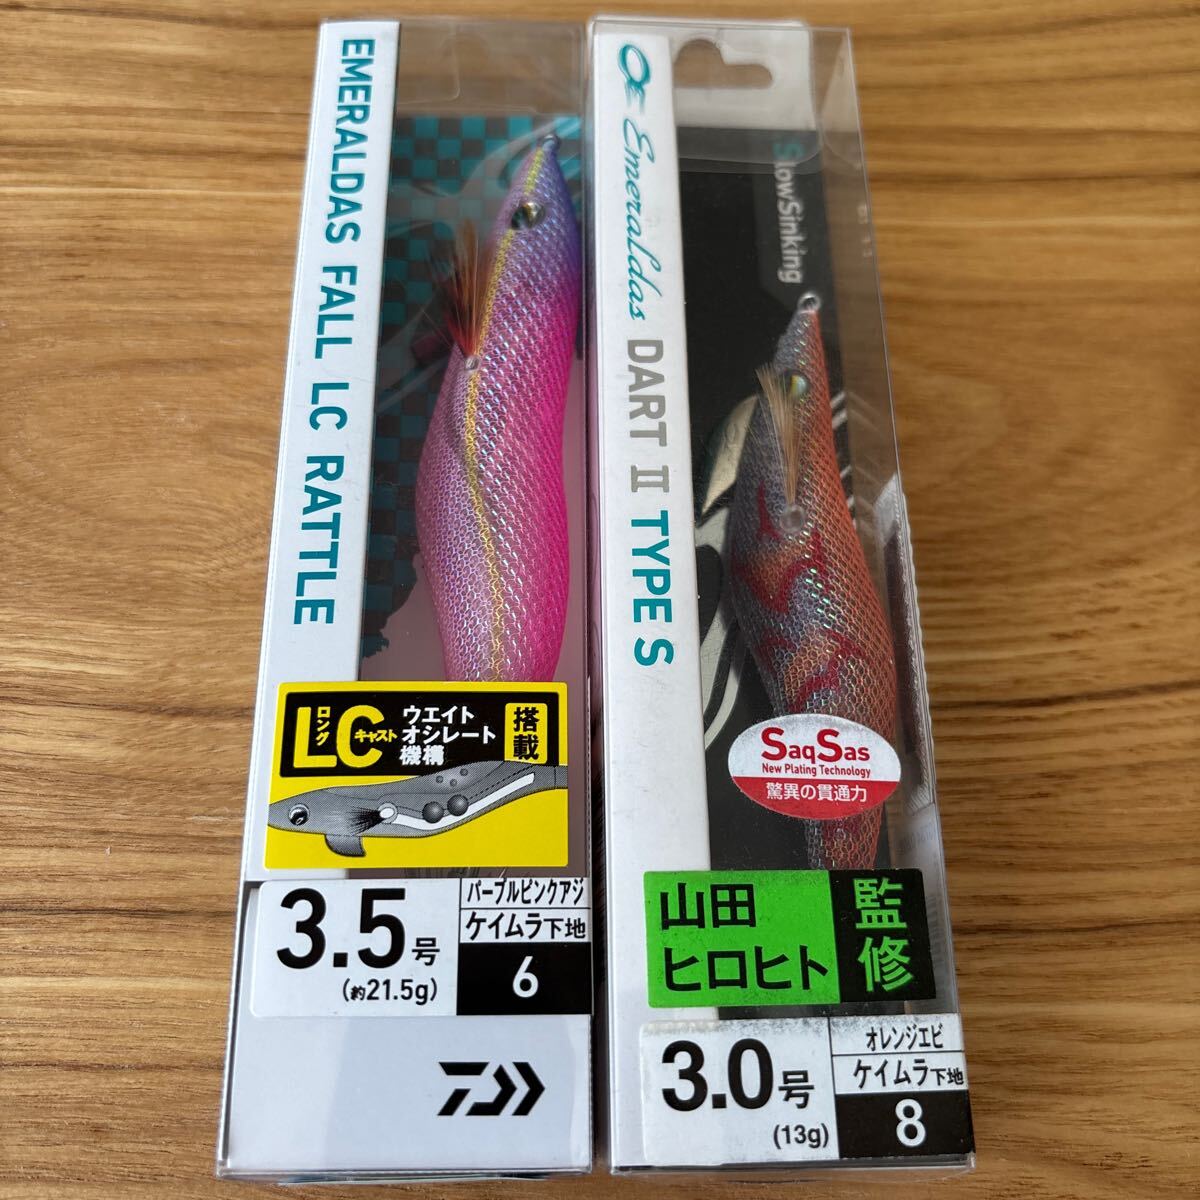 EMERALDAS FALL LC RATTLE
LC
ロング
キャスト
ウエイト
オシレート
機構
搭載
3.5号
(約21.5g)
パープルピンクアジ
ケイムラ下地
6
Emeraldas DART II TYPE S
SlowSinking
SaqSas
New Plating Technology
驚異の貫通力
山田
ヒロヒト
監修
3.0号
(13g)
オレンジエビ
ケイムラ下地
8